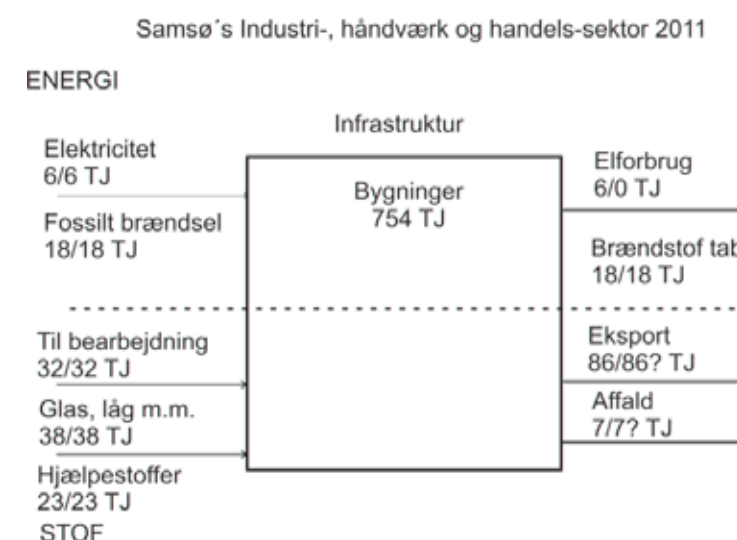 Samsø´s Industri-, håndværk og handels-sektor 2011
ENERGI
Infrastruktur
Elektricitet
6/6 TJ
Fossilt brændsel
18/18 TJ
Bygninger
754 TJ
Elforbrug
6/0 TJ
Brændstof tab
18/18 TJ
Til bearbejdning
32/32 TJ
Glas, låg m.m.
38/38 TJ
Hjælpestoffer
23/23 TJ
Eksport
86/86? TJ
Affald
7/7? TJ
STOF